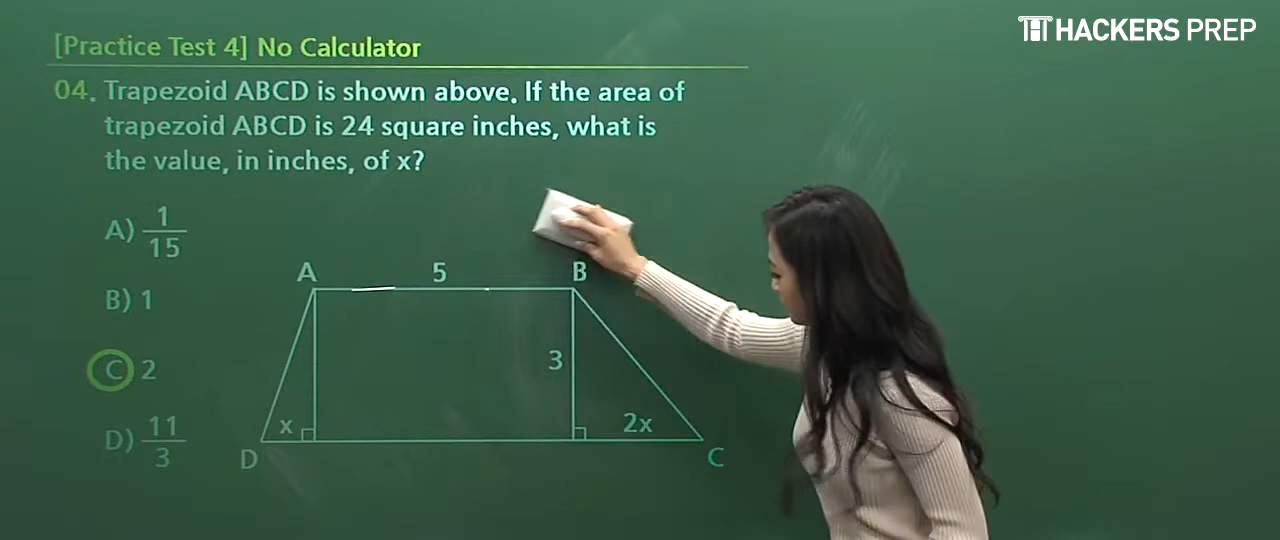 HACKERS PREP
[Practice Test 4] No Calculator
04. Trapezoid ABCD is shown above. If the area of
trapezoid ABCD is 24 square inches, what is
the value, in inches, of x?
A) 1/15
B) 1
C) 2
D) 11/3
A 5 B
3
x 2x
D C